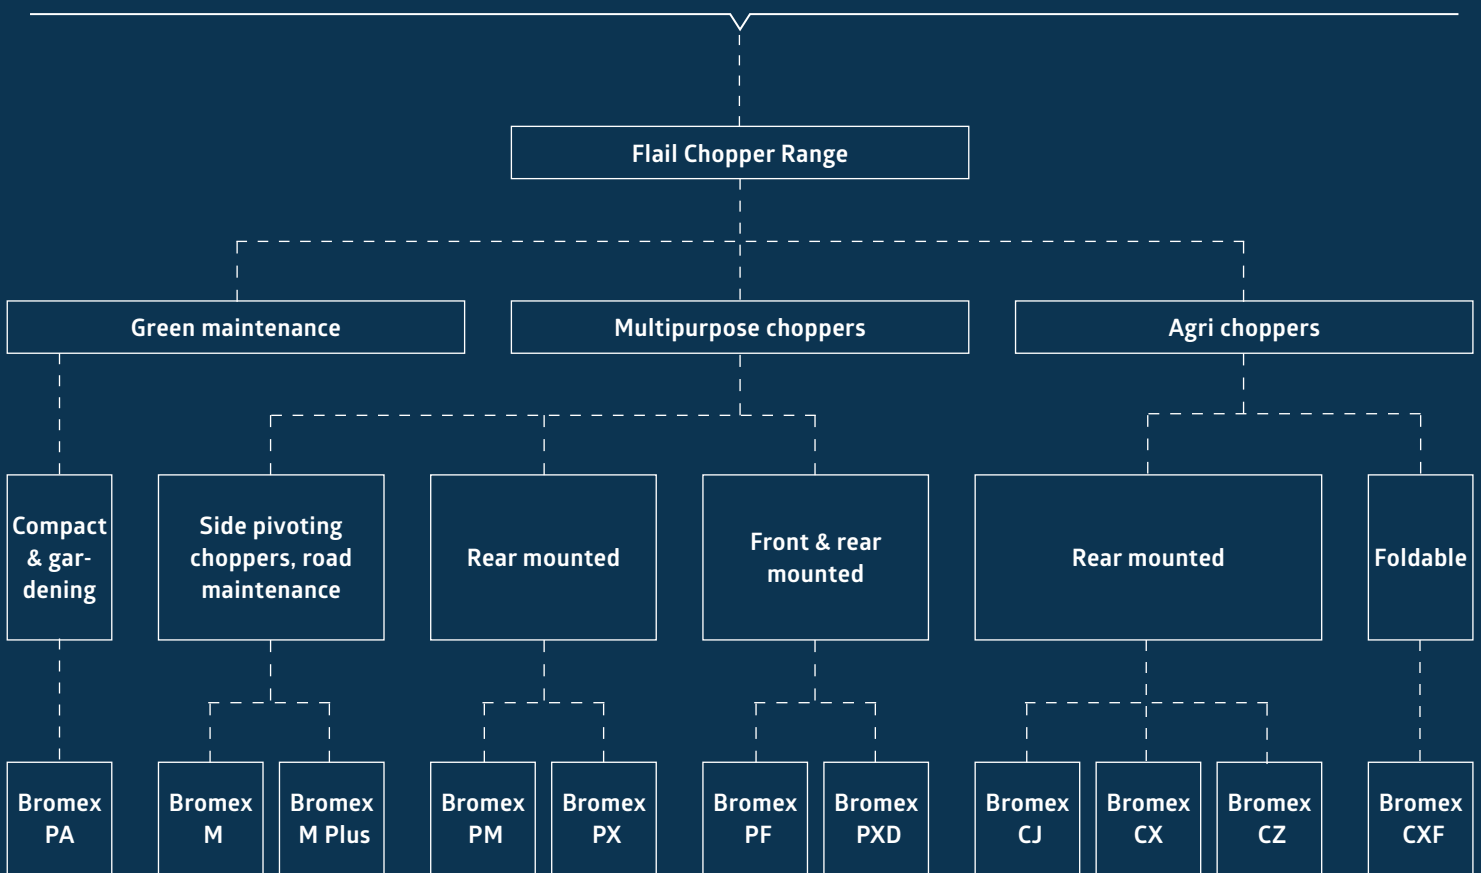 Flail Chopper Range
Green maintenance
Multipurpose choppers
Agri choppers
Compact
& gar-
dening
Side pivoting
choppers, road
maintenance
Rear mounted
Front & rear
mounted
Rear mounted
Foldable
Bromex
PA
Bromex
M
Bromex
M Plus
Bromex
PM
Bromex
PX
Bromex
PF
Bromex
PXD
Bromex
CJ
Bromex
CX
Bromex
CZ
Bromex
CXF